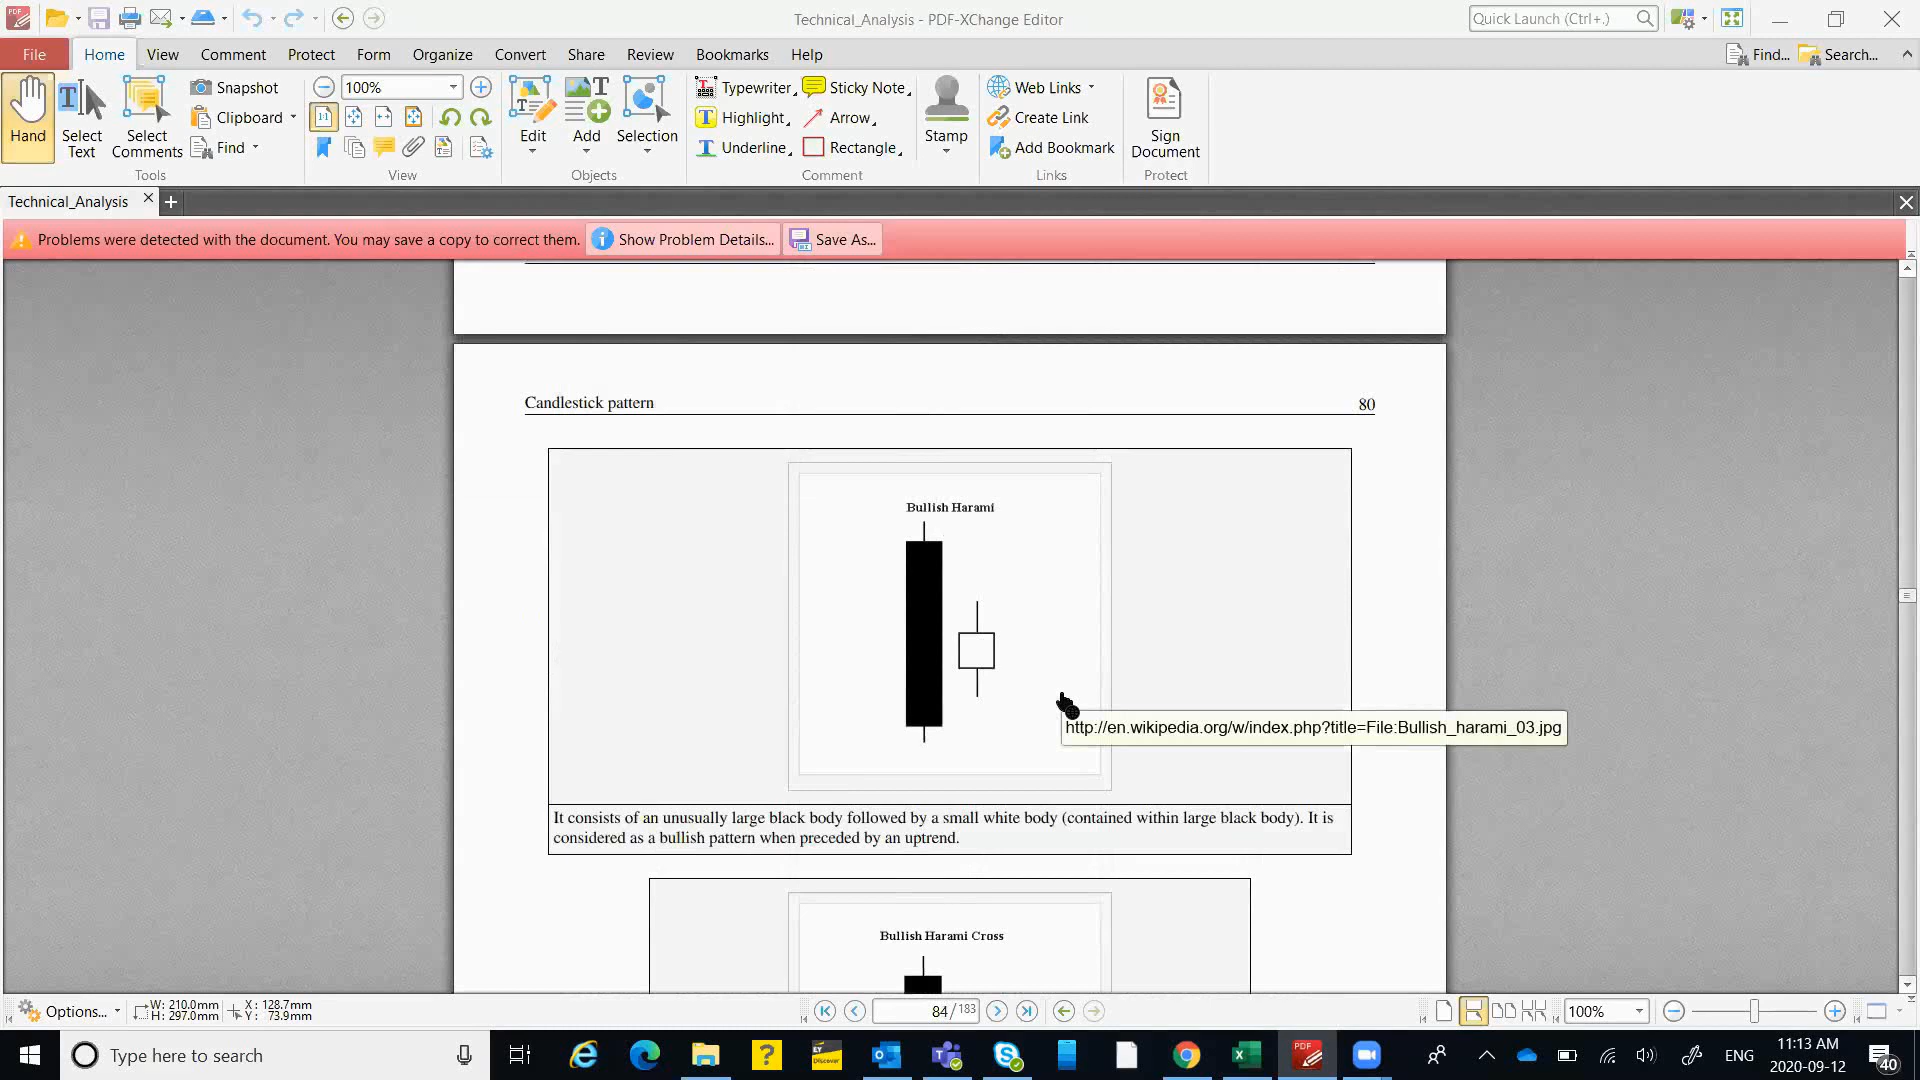 Technical_Analysis - PDF-XChange Editor
Quick Launch (Ctrl+.)
File Home View Comment Protect Form Organize Convert Share Review Bookmarks Help
Find... Search...
Hand
Select Text
Select Comments
Snapshot
Clipboard
Find
Tools
100%
View
Edit
Add
Selection
Objects
Typewriter
Highlight
Underline
Sticky Note
Arrow
Rectangle
Stamp
Comment
Web Links
Create Link
Add Bookmark
Links
Sign Document
Protect
Technical_Analysis
Problems were detected with the document. You may save a copy to correct them. Show Problem Details... Save As...
Candlestick pattern 80
Bullish Harami
http://en.wikipedia.org/w/index.php?title=File:Bullish_harami_03.jpg
It consists of an unusually large black body followed by a small white body (contained within large black body). It is
considered as a bullish pattern when preceded by an uptrend.
Bullish Harami Cross
Options... W: 210.0mm X: 128.7mm
H: 297.0mm Y: 73.9mm
84 / 183
100%
Type here to search
ENG
11:13 AM
2020-09-12
40